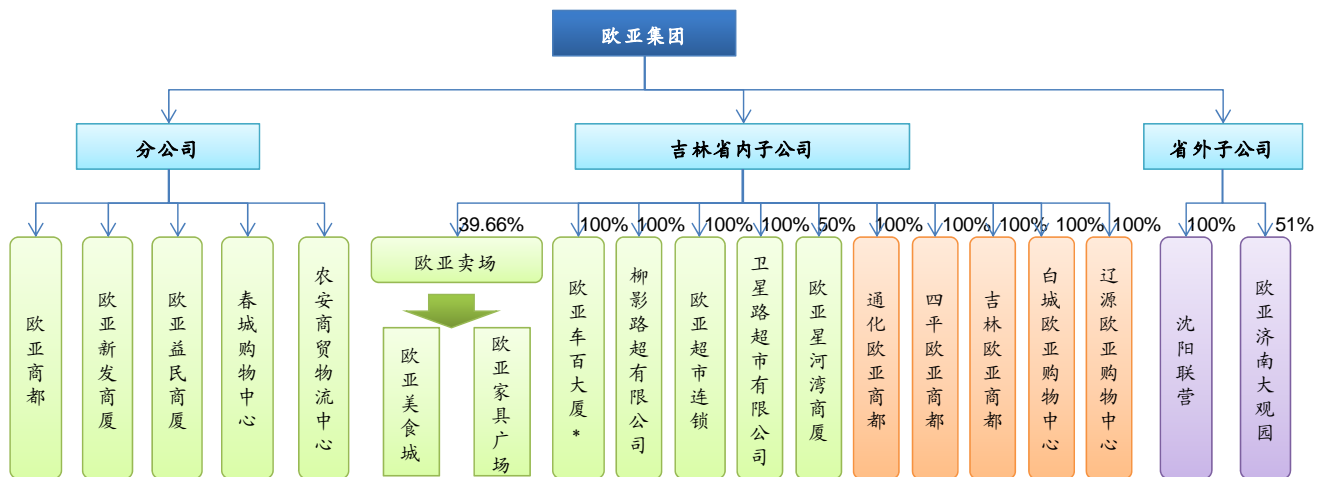 欧亚集团
分公司
吉林省内子公司
省外子公司
39.66%
100%
100%
100%
100%
50%
100%
100%
100%
100%
100%
100%
51%
欧亚商都
欧亚新发商厦
欧亚益民商厦
春城购物中心
农安商贸物流中心
欧亚卖场
欧亚美食城
欧亚家具广场
欧亚车百大厦*
柳影路超有限公司
欧亚超市连锁
卫星路超市有限公司
欧亚星河湾商厦
通化欧亚商都
四平欧亚商都
吉林欧亚商都
白城欧亚购物中心
辽源欧亚购物中心
沈阳联营
欧亚济南大观园